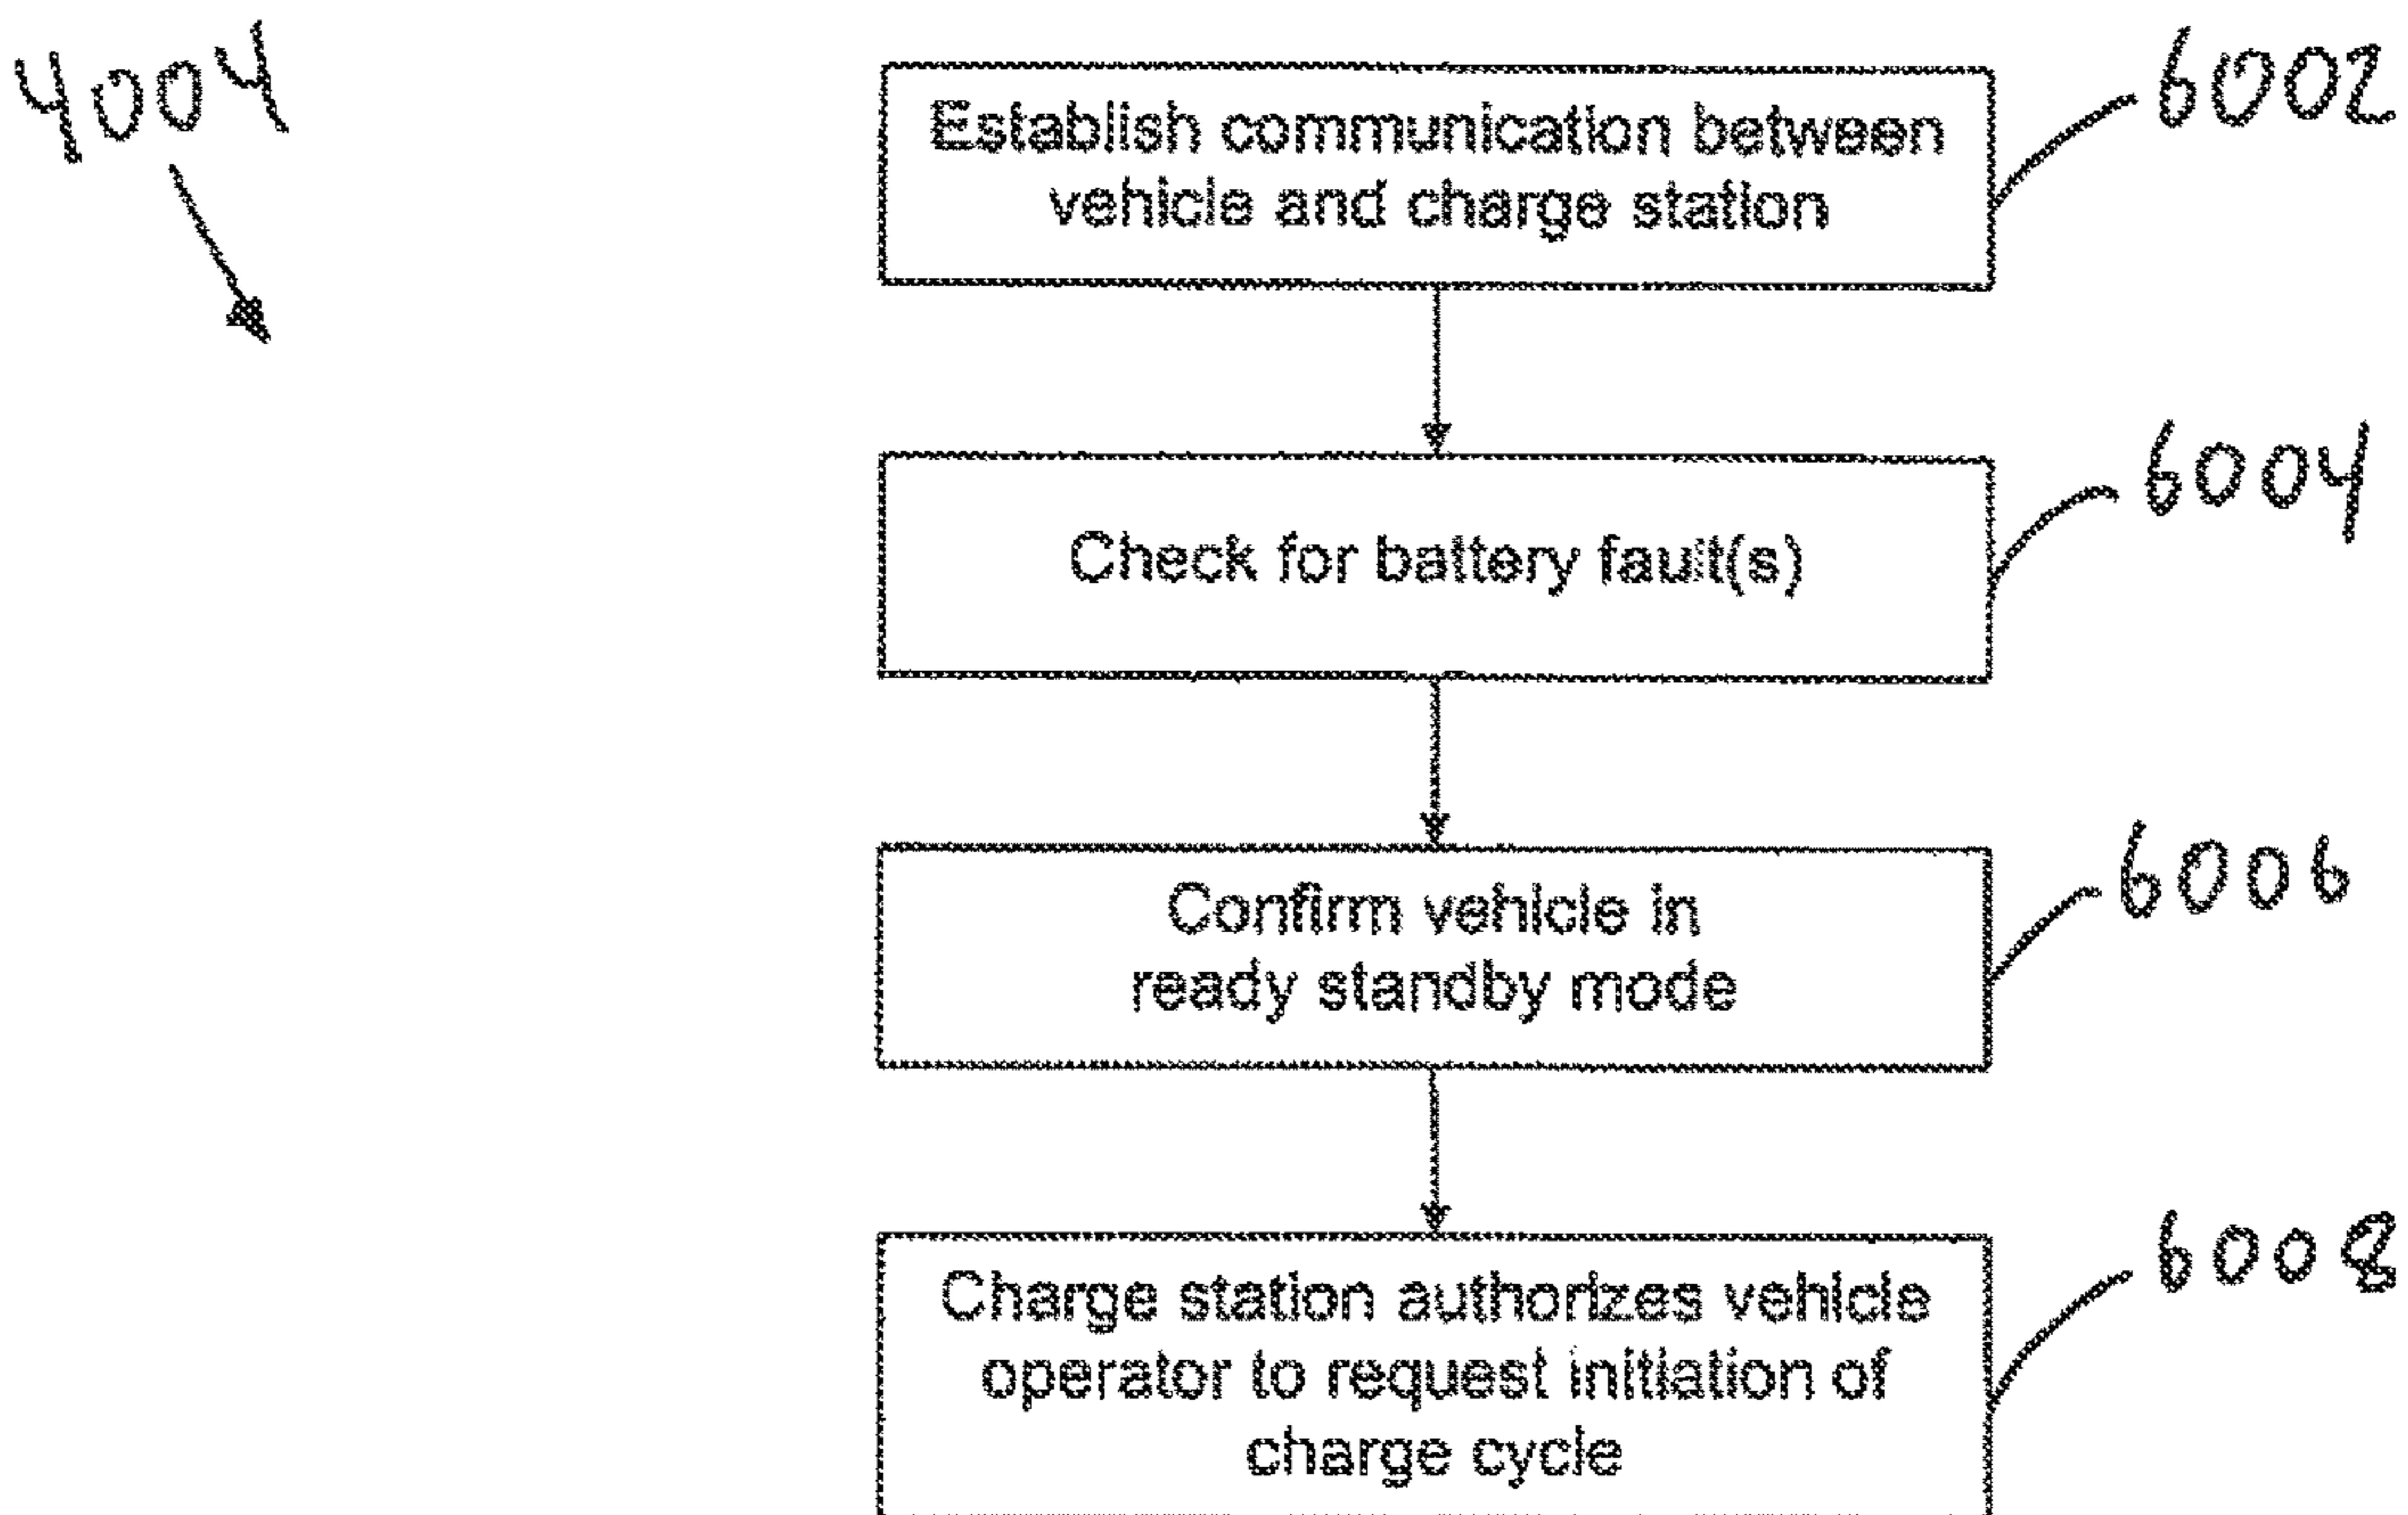 4004
Establish communication between
vehicle and charge station
6002
Check for battery fault(s)
6004
Confirm vehicle in
ready standby mode
6006
Charge station authorizes vehicle
operator to request initiation of
charge cycle
6008